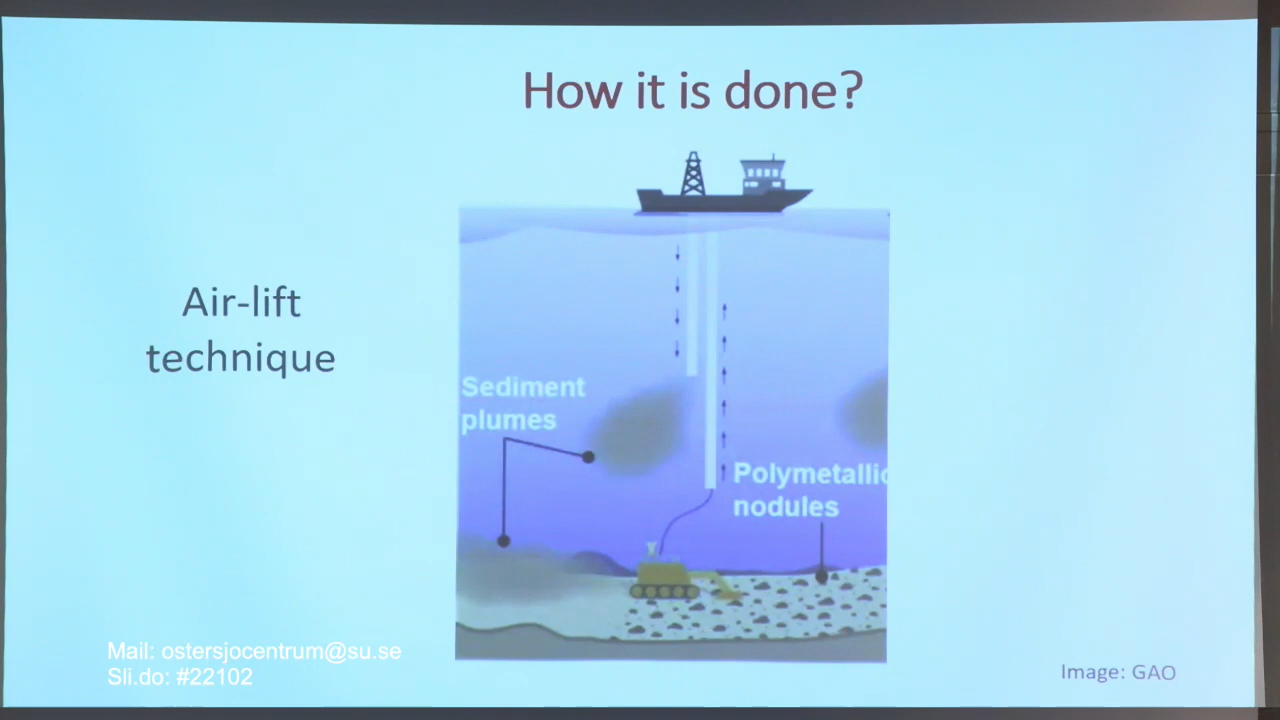 How it is done?
Air-lift
technique
Sediment
plumes
Polymetallic
nodules
Mail: ostersjocentrum@su.se
Sli.do: #22102
Image: GAO